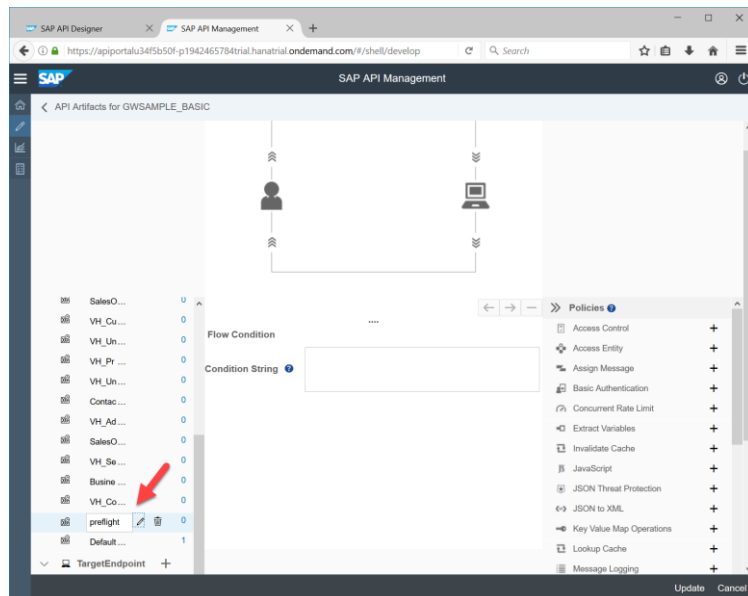 SAP API Designer
SAP API Management
https://apiportalu34f5b50f-p1942465784trial.hanatrial.ondemand.com/#/shell/develop
Search
SAP
SAP API Management
API Artifacts for GWSAMPLE_BASIC
SalesO... 0
VH_Cu... 0
VH_Un... 0
VH_Pr ... 0
VH_Un... 0
Contac ... 0
VH_Ad ... 0
SalesO... 0
VH_Se ... 0
Busine ... 0
VH_Co ... 0
preflight 0
Default ... 1
TargetEndpoint
Flow Condition
Condition String
Policies
Access Control
Access Entity
Assign Message
Basic Authentication
Concurrent Rate Limit
Extract Variables
Invalidate Cache
JavaScript
JSON Threat Protection
JSON to XML
Key Value Map Operations
Lookup Cache
Message Logging
Update Cancel